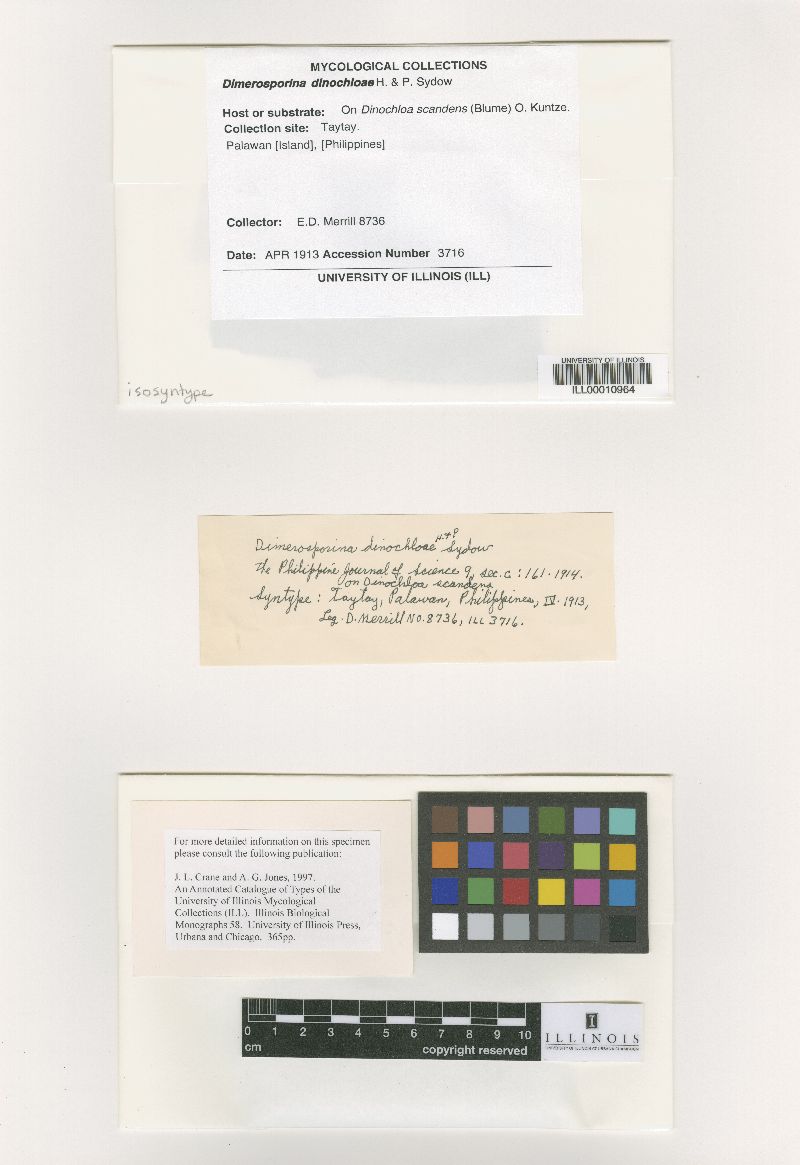 MYCOLOGICAL COLLECTIONS
Dimerosporina dinochloae H. & P. Sydow
Host or substrate: On Dinochloa scandens (Blume) O. Kuntze.
Collection site: Taytay.
Palawan [Island], [Philippines]
Collector: E.D. Merrill 8736
Date: APR 1913 Accession Number 3716
UNIVERSITY OF ILLINOIS (ILL)
isosyntype
UNIVERSITY OF ILLINOIS
ILL00010964
H. & P.
Dimerosporina dinochloae Sydow
The Philippine Journal of Science 9, sec. c : 161. 1914.
on Dinochloa scandens
Syntype : Taytay, Palawan, Philippines, IV. 1913,
Leg. D. Merrill NO. 8736, ILL 3716.
For more detailed information on this specimen
please consult the following publication:
J. L. Crane and A. G. Jones, 1997.
An Annotated Catalogue of Types of the
University of Illinois Mycological
Collections (ILL). Illinois Biological
Monographs 58. University of Illinois Press,
Urbana and Chicago. 365pp.
0 1 2 3 4 5 6 7 8 9 10
cm
copyright reserved
I
ILLINOIS
UNIVERSITY OF ILLINOIS AT URBANA-CHAMPAIGN